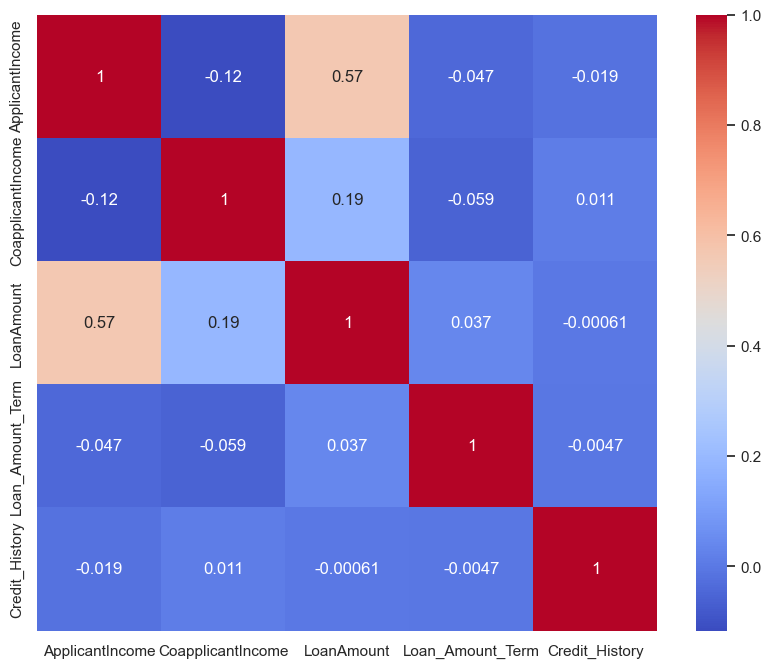 ApplicantIncome 1 -0.12 0.57 -0.047 -0.019
CoapplicantIncome -0.12 1 0.19 -0.059 0.011
LoanAmount 0.57 0.19 1 0.037 -0.00061
Loan_Amount_Term -0.047 -0.059 0.037 1 -0.0047
Credit_History -0.019 0.011 -0.00061 -0.0047 1
ApplicantIncome CoapplicantIncome LoanAmount Loan_Amount_Term Credit_History
1.0
0.8
0.6
0.4
0.2
0.0